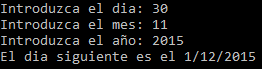 Introduzca el dia: 30
Introduzca el mes: 11
Introduzca el año: 2015
El dia siguiente es el 1/12/2015